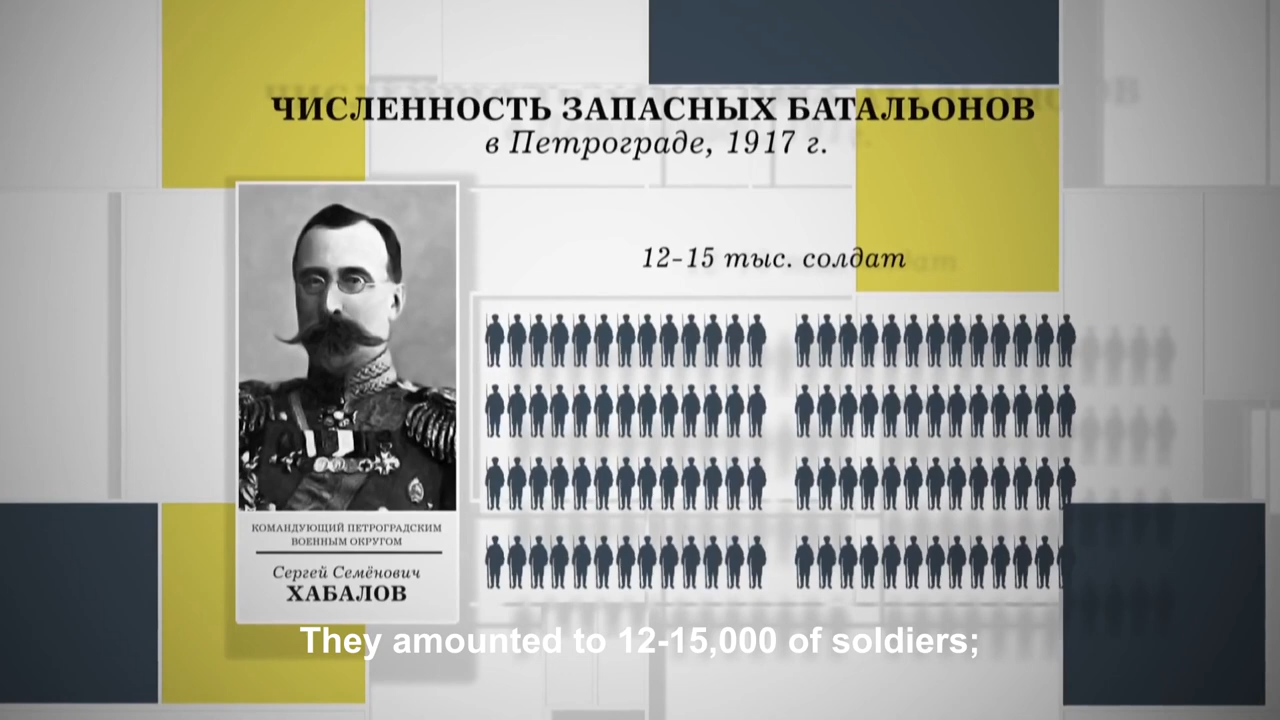 ЧИСЛЕННОСТЬ ЗАПАСНЫХ БАТАЛЬОНОВ
в Петрограде, 1917 г.
12-15 тыс. солдат
КОМАНДУЮЩИЙ ПЕТРОГРАДСКИМ
ВОЕННЫМ ОКРУГОМ
Сергей Семёнович
ХАБАЛОВ
They amounted to 12-15,000 of soldiers;